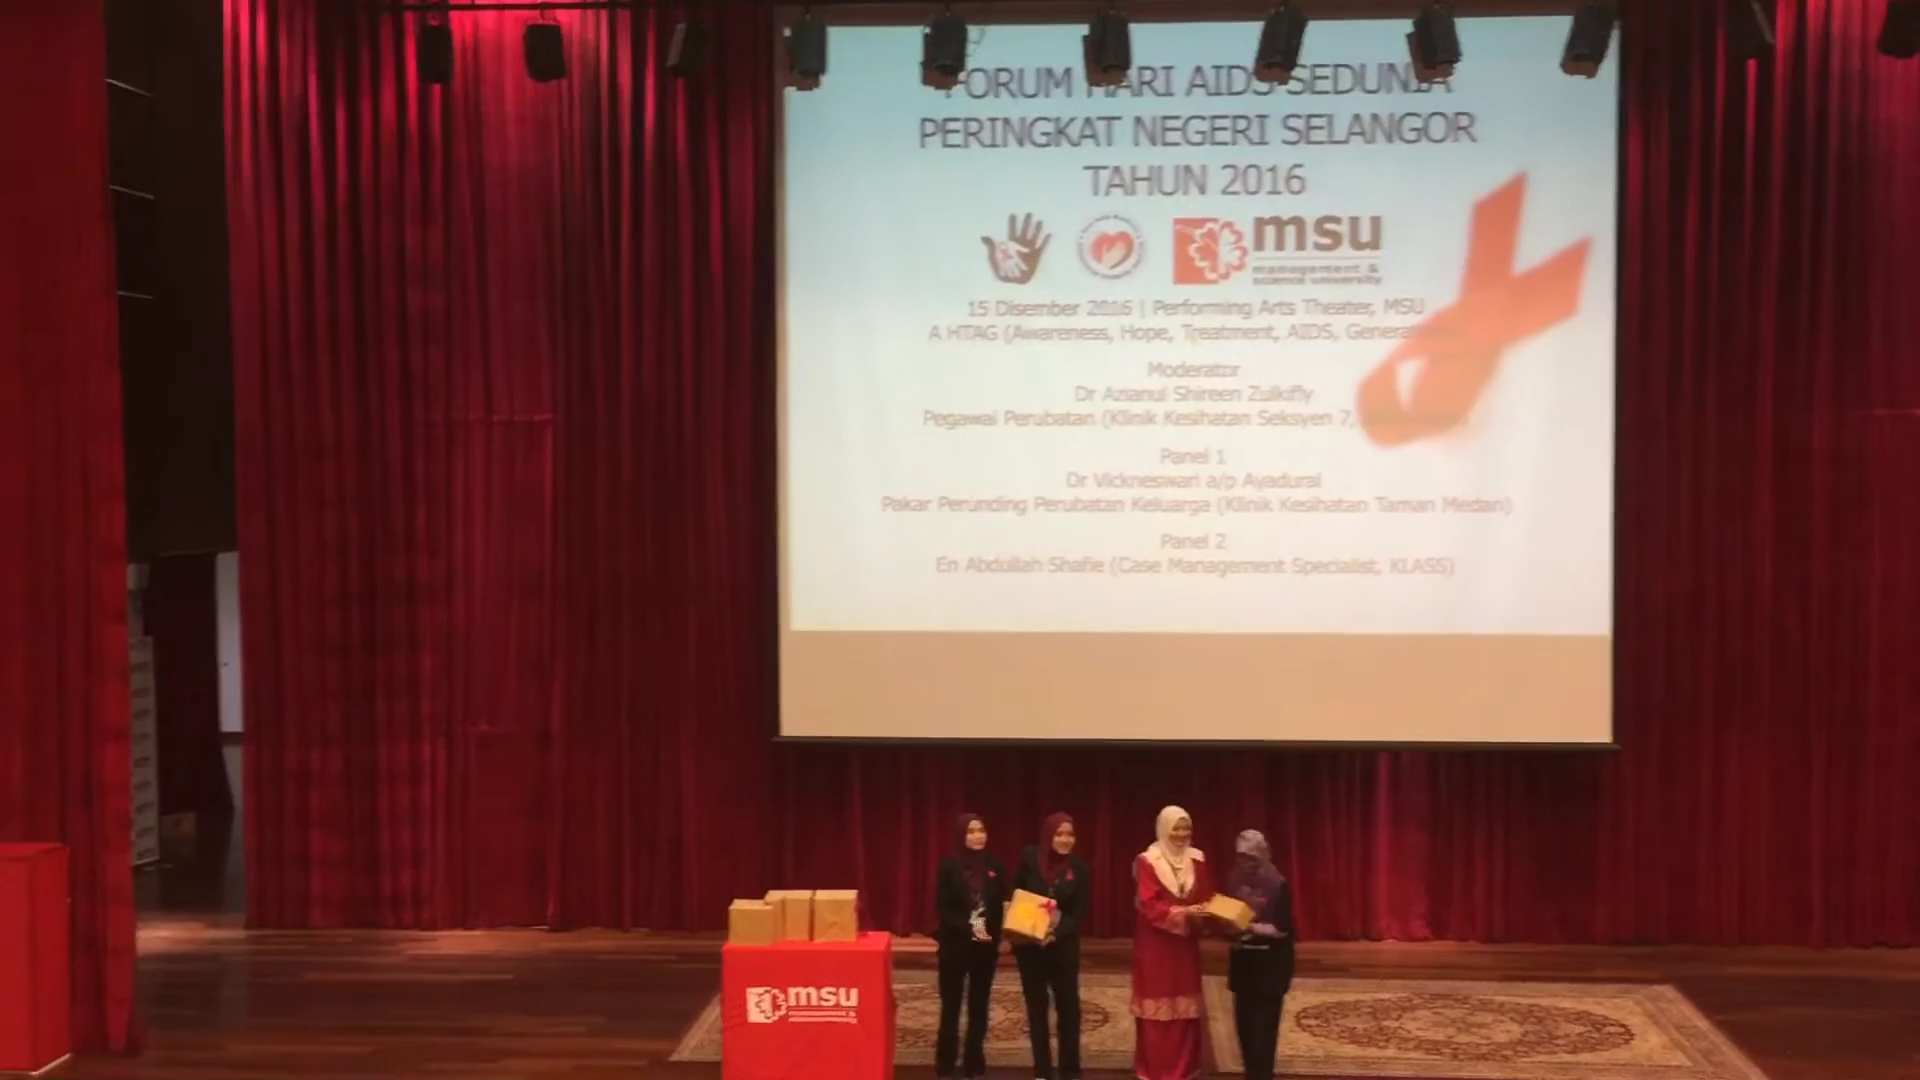 FORUM HARI AIDS SEDUNIA
PERINGKAT NEGERI SELANGOR
TAHUN 2016
msu
management &
science university
15 Disember 2016 | Performing Arts Theater, MSU
A HTAG (Awareness, Hope, Treatment, AIDS,
Moderator
Dr Azianul Shireen Zulkifly
Pegawai Perubatan (Klinik Kesihatan Seksyen 7,
Panel 1
Dr Vickneswari a/p Ayadurai
Pakar Perunding Perubatan Keluarga (Klinik Kesihatan Taman Medan)
Panel 2
En Abdullah Shafie (Case Management Specialist, KLASS)
msu